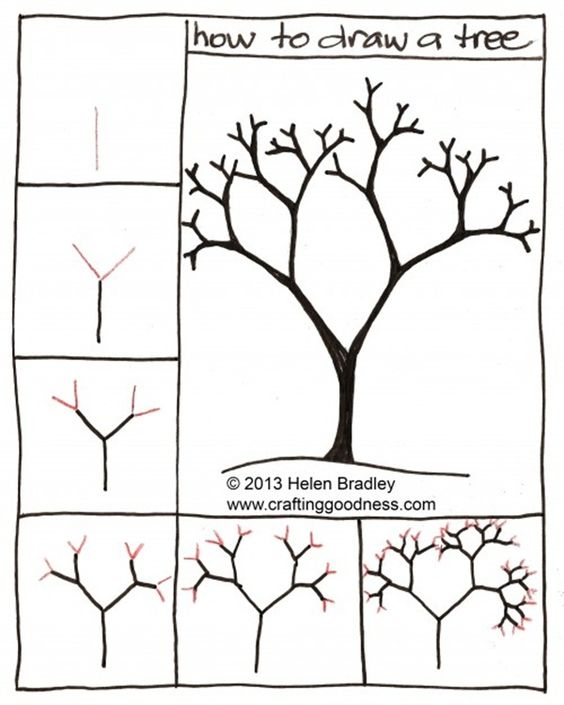 how to draw a tree
© 2013 Helen Bradley
www.craftinggoodness.com